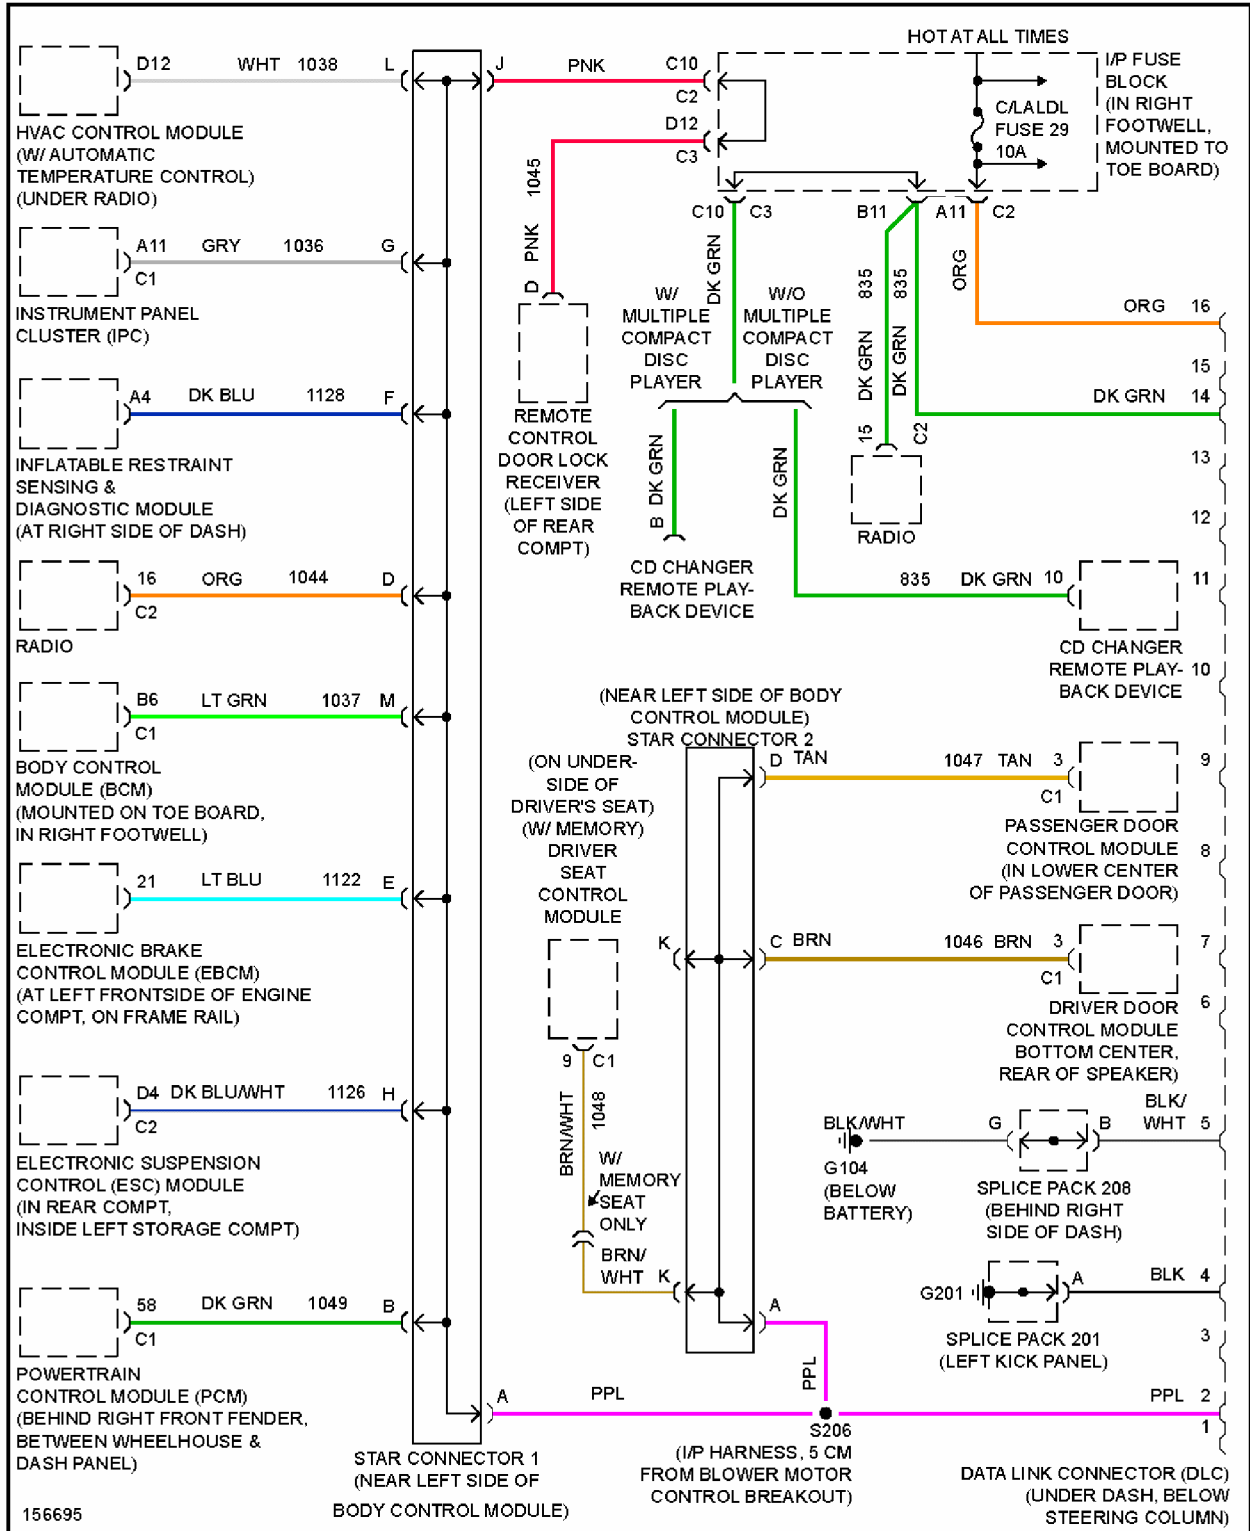 HOT AT ALL TIMES
D12 WHT 1038 L
J PNK C10
C2
I/P FUSE
BLOCK
(IN RIGHT
FOOTWELL,
MOUNTED TO
TOE BOARD)
C/LALDL
FUSE 29
10A
HVAC CONTROL MODULE
(W/ AUTOMATIC
TEMPERATURE CONTROL)
(UNDER RADIO)
D12
C3
1045
PNK
D
C10 C3
B11 A11 C2
DK GRN
835
835
DK GRN
DK GRN
ORG
A11 GRY 1036 G
C1
INSTRUMENT PANEL
CLUSTER (IPC)
W/
MULTIPLE
COMPACT
DISC
PLAYER
W/O
MULTIPLE
COMPACT
DISC
PLAYER
ORG 16
15
DK GRN 14
13
12
11
10
9
8
7
6
A4 DK BLU 1128 F
INFLATABLE RESTRAINT
SENSING &
DIAGNOSTIC MODULE
(AT RIGHT SIDE OF DASH)
REMOTE
CONTROL
DOOR LOCK
RECEIVER
(LEFT SIDE
OF REAR
COMPT)
B DK GRN
DK GRN
15
C2
RADIO
CD CHANGER
REMOTE PLAY-
BACK DEVICE
835 DK GRN 10
CD CHANGER
REMOTE PLAY-
BACK DEVICE
16 ORG 1044 D
C2
RADIO
B6 LT GRN 1037 M
C1
BODY CONTROL
MODULE (BCM)
(MOUNTED ON TOE BOARD,
IN RIGHT FOOTWELL)
(NEAR LEFT SIDE OF BODY
CONTROL MODULE)
STAR CONNECTOR 2
(ON UNDER-
SIDE OF
DRIVER'S SEAT)
(W/ MEMORY)
DRIVER
SEAT
CONTROL
MODULE
D TAN 1047 TAN 3
C1
PASSENGER DOOR
CONTROL MODULE
(IN LOWER CENTER
OF PASSENGER DOOR)
21 LT BLU 1122 E
ELECTRONIC BRAKE
CONTROL MODULE (EBCM)
(AT LEFT FRONTSIDE OF ENGINE
COMPT, ON FRAME RAIL)
K C BRN 1046 BRN 3
C1
DRIVER DOOR
CONTROL MODULE
BOTTOM CENTER,
REAR OF SPEAKER)
9 C1
BRN/WHT
1048
D4 DK BLU/WHT 1126 H
C2
ELECTRONIC SUSPENSION
CONTROL (ESC) MODULE
(IN REAR COMPT,
INSIDE LEFT STORAGE COMPT)
W/
MEMORY
SEAT
ONLY
BRN/
WHT K
BLK/WHT G B
BLK/
WHT 5
G104
(BELOW
BATTERY)
SPLICE PACK 208
(BEHIND RIGHT
SIDE OF DASH)
G201 A BLK 4
SPLICE PACK 201
(LEFT KICK PANEL)
3
58 DK GRN 1049 B
C1
POWERTRAIN
CONTROL MODULE (PCM)
(BEHIND RIGHT FRONT FENDER,
BETWEEN WHEELHOUSE &
DASH PANEL)
A
PPL
A PPL
PPL 2
1
S206
(I/P HARNESS, 5 CM
FROM BLOWER MOTOR
CONTROL BREAKOUT)
STAR CONNECTOR 1
(NEAR LEFT SIDE OF
BODY CONTROL MODULE)
DATA LINK CONNECTOR (DLC)
(UNDER DASH, BELOW
STEERING COLUMN)
156695